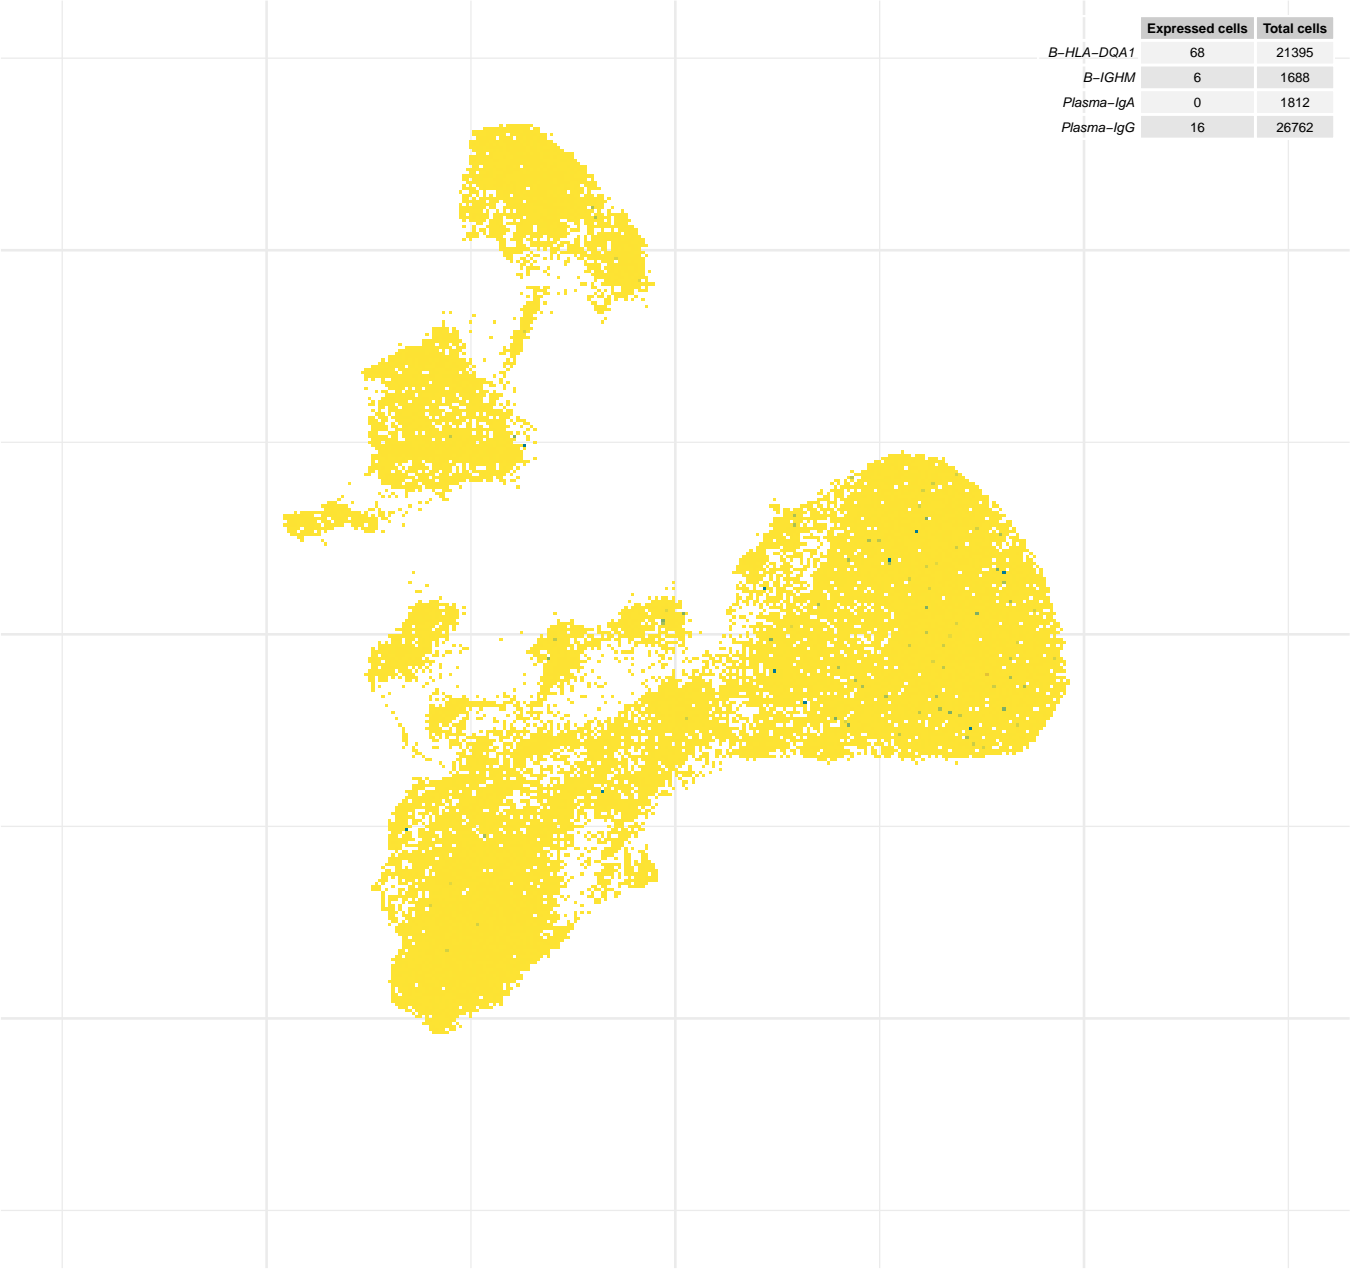 Expressed cells Total cells
B−HLA−DQA1 68 21395
B−IGHM 6 1688
Plasma−IgA 0 1812
Plasma−IgG 16 26762